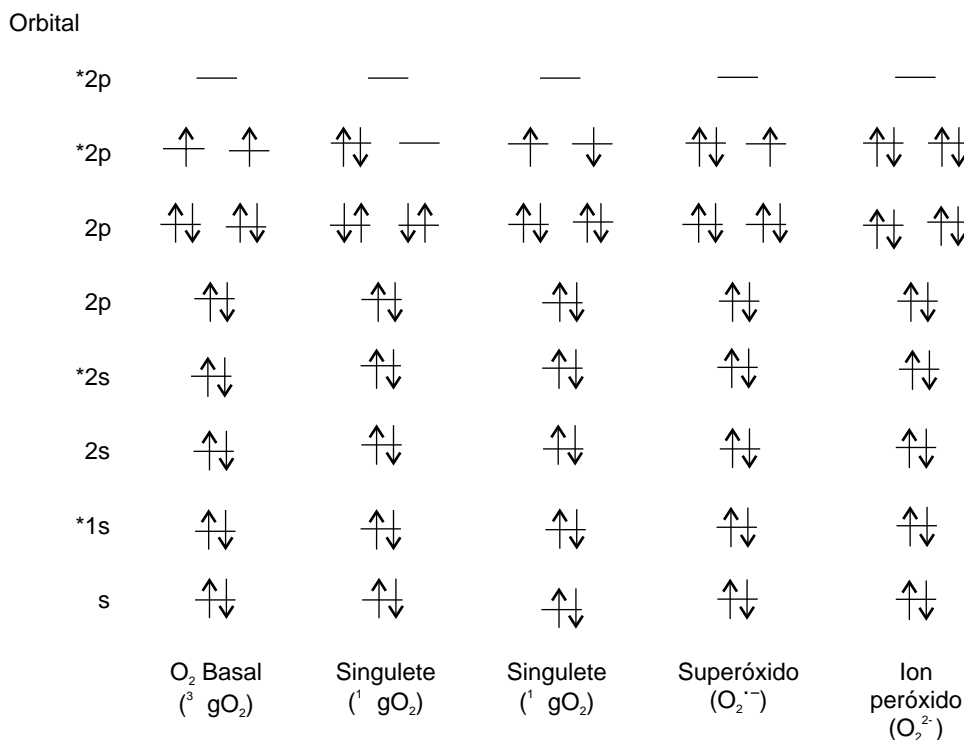 Orbital
*2p
*2p
2p
2p
*2s
2s
*1s
s
O₂ Basal
(³ gO₂)
Singulete
(¹ gO₂)
Singulete
(¹ gO₂)
Superóxido
(O₂˙⁻)
Ion
peróxido
(O₂²⁻)